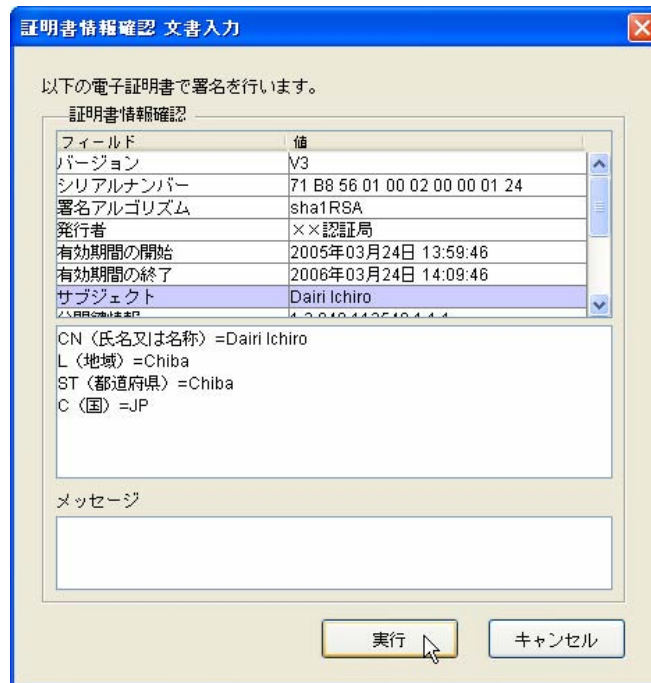 証明書情報確認 文書入力
以下の電子証明書で署名を行います。
証明書情報確認
フィールド 値
バージョン V3
シリアルナンバー 71 B8 56 01 00 02 00 00 01 24
署名アルゴリズム sha1RSA
発行者 ××認証局
有効期間の開始 2005年03月24日 13:59:46
有効期間の終了 2006年03月24日 14:09:46
サブジェクト Dairi Ichiro
公開鍵情報
CN（氏名又は名称）=Dairi Ichiro
L（地域）=Chiba
ST（都道府県）=Chiba
C（国）=JP
メッセージ
実行 キャンセル